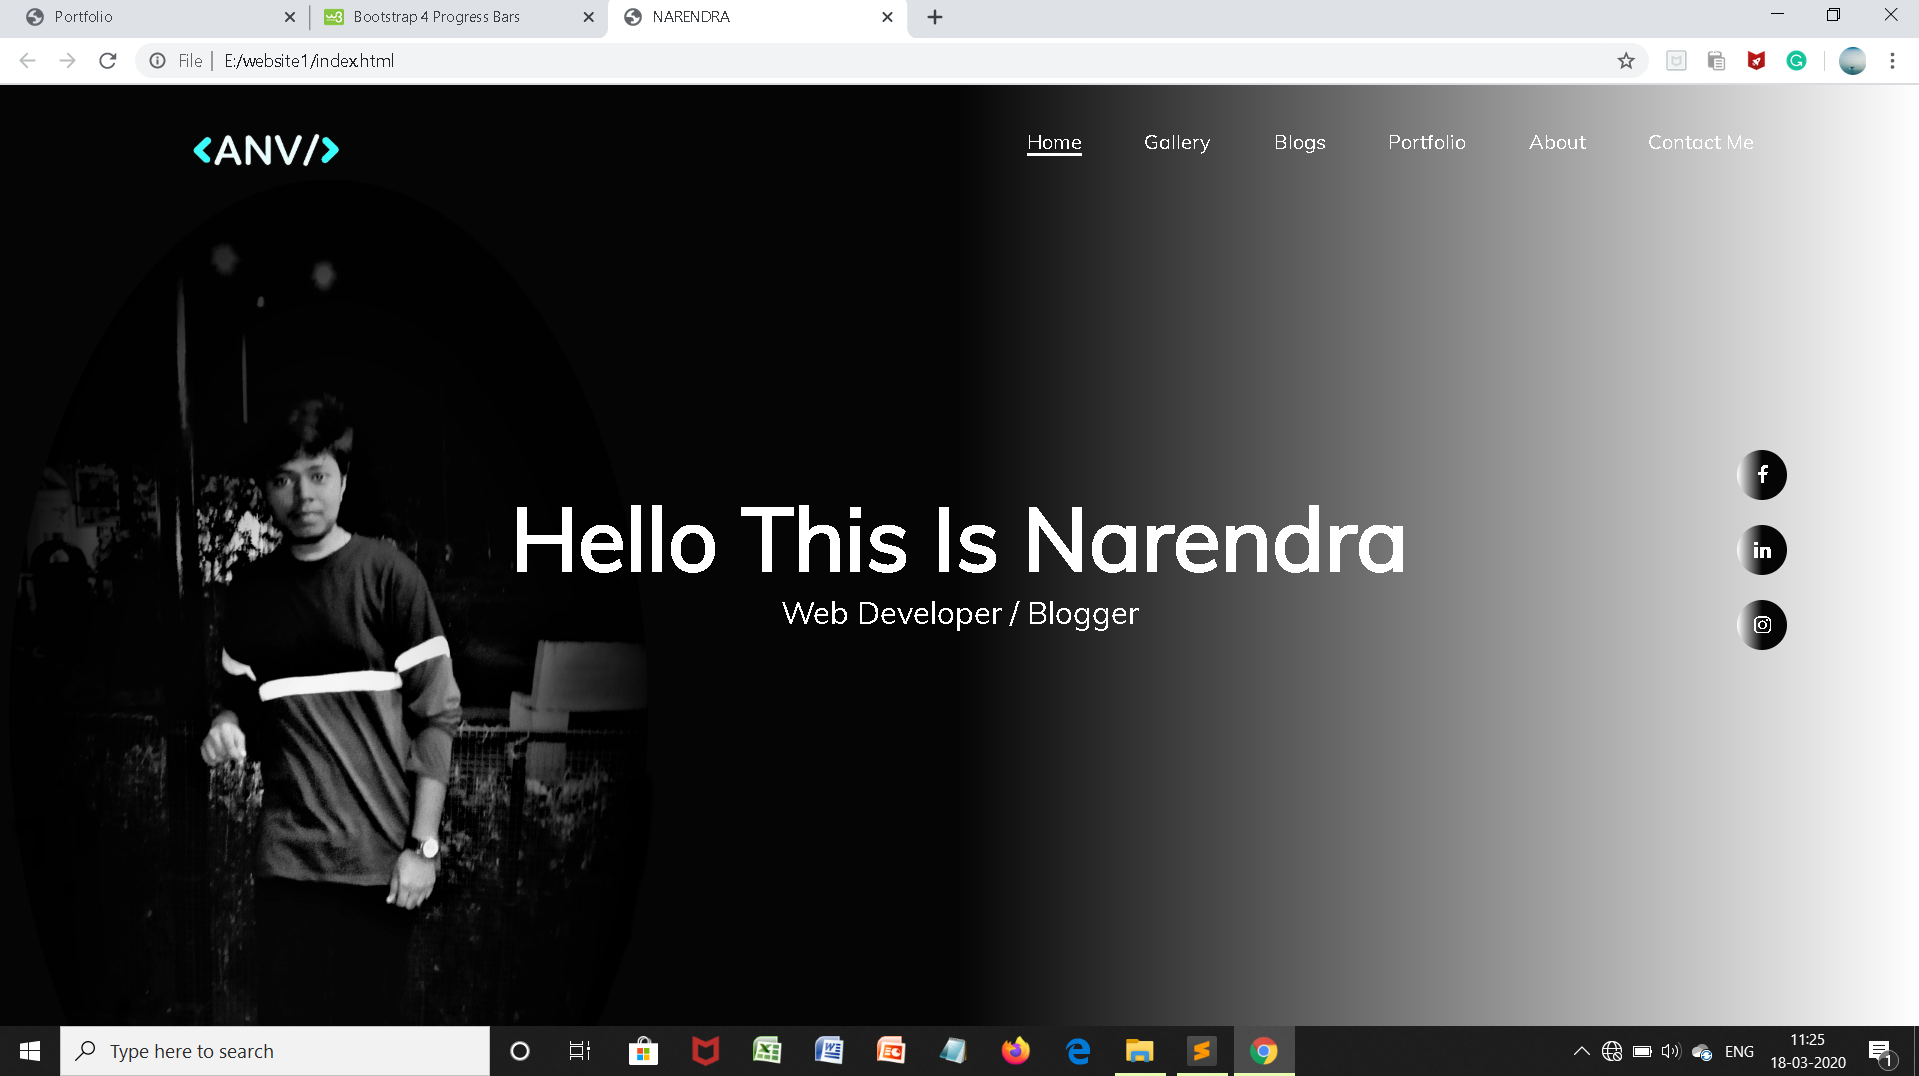 Portfolio
Bootstrap 4 Progress Bars
NARENDRA
File | E:/website1/index.html
<ANV/>
Home Gallery Blogs Portfolio About Contact Me
Hello This Is Narendra
Web Developer / Blogger
Type here to search
ENG
11:25
18-03-2020
1